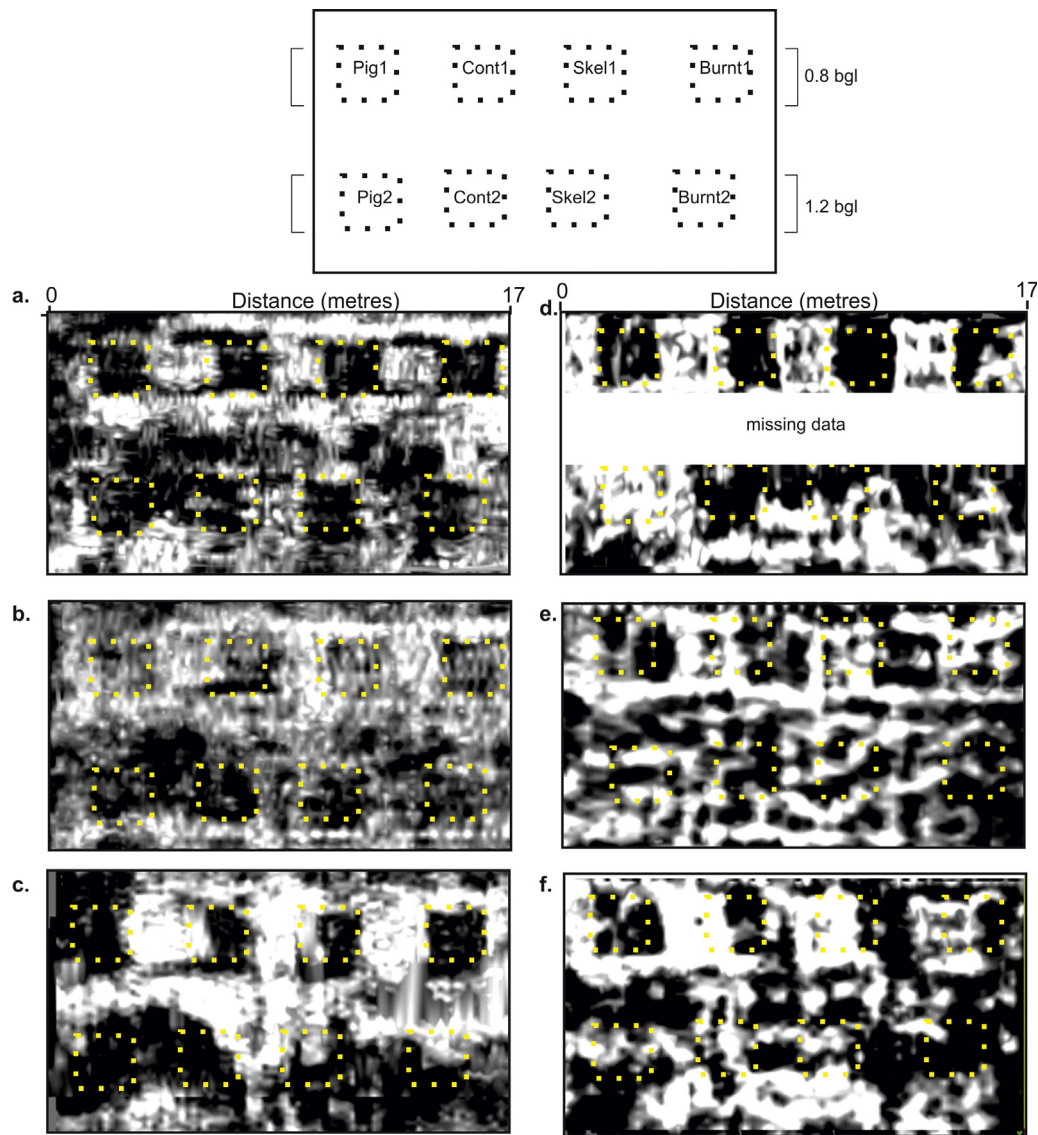 Pig1 Cont1 Skel1 Burnt1
0.8 bgl
Pig2 Cont2 Skel2 Burnt2
1.2 bgl
a. 0 Distance (metres) 17
d. 0 Distance (metres) 17
missing data
b.
e.
c.
f.